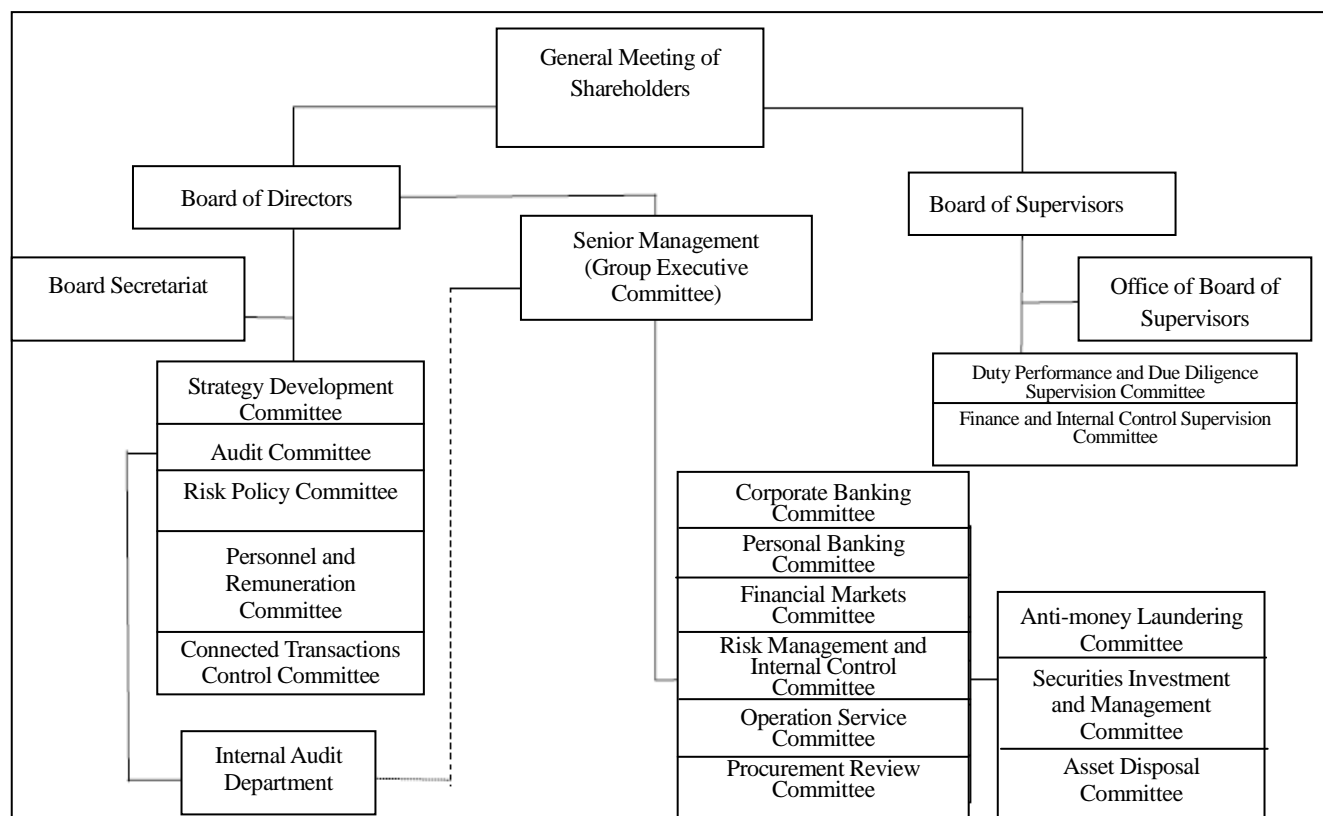 General Meeting of
Shareholders
Board of Directors
Board of Supervisors
Senior Management
(Group Executive
Committee)
Board Secretariat
Office of Board of
Supervisors
Strategy Development
Committee
Audit Committee
Risk Policy Committee
Personnel and
Remuneration
Committee
Connected Transactions
Control Committee
Duty Performance and Due Diligence
Supervision Committee
Finance and Internal Control Supervision
Committee
Corporate Banking
Committee
Personal Banking
Committee
Financial Markets
Committee
Risk Management and
Internal Control
Committee
Operation Service
Committee
Procurement Review
Committee
Anti-money Laundering
Committee
Securities Investment
and Management
Committee
Asset Disposal
Committee
Internal Audit
Department